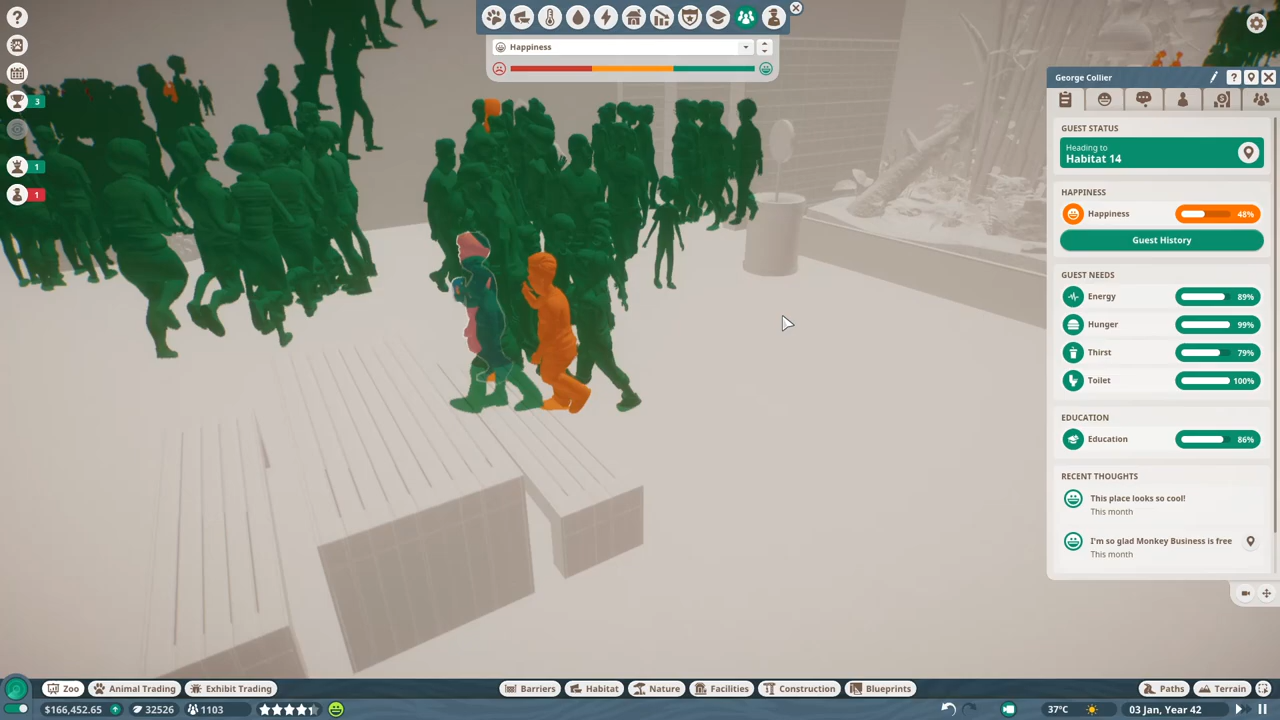 Happiness
3
1
1
George Collier
GUEST STATUS
Heading to
Habitat 14
HAPPINESS
Happiness 48%
Guest History
GUEST NEEDS
Energy 89%
Hunger 99%
Thirst 79%
Toilet 100%
EDUCATION
Education 86%
RECENT THOUGHTS
This place looks so cool!
This month
I'm so glad Monkey Business is free
This month
Zoo Animal Trading Exhibit Trading Barriers Habitat Nature Facilities Construction Blueprints Paths Terrain
$166,452.65 32526 1103 37°C 03 Jan, Year 42